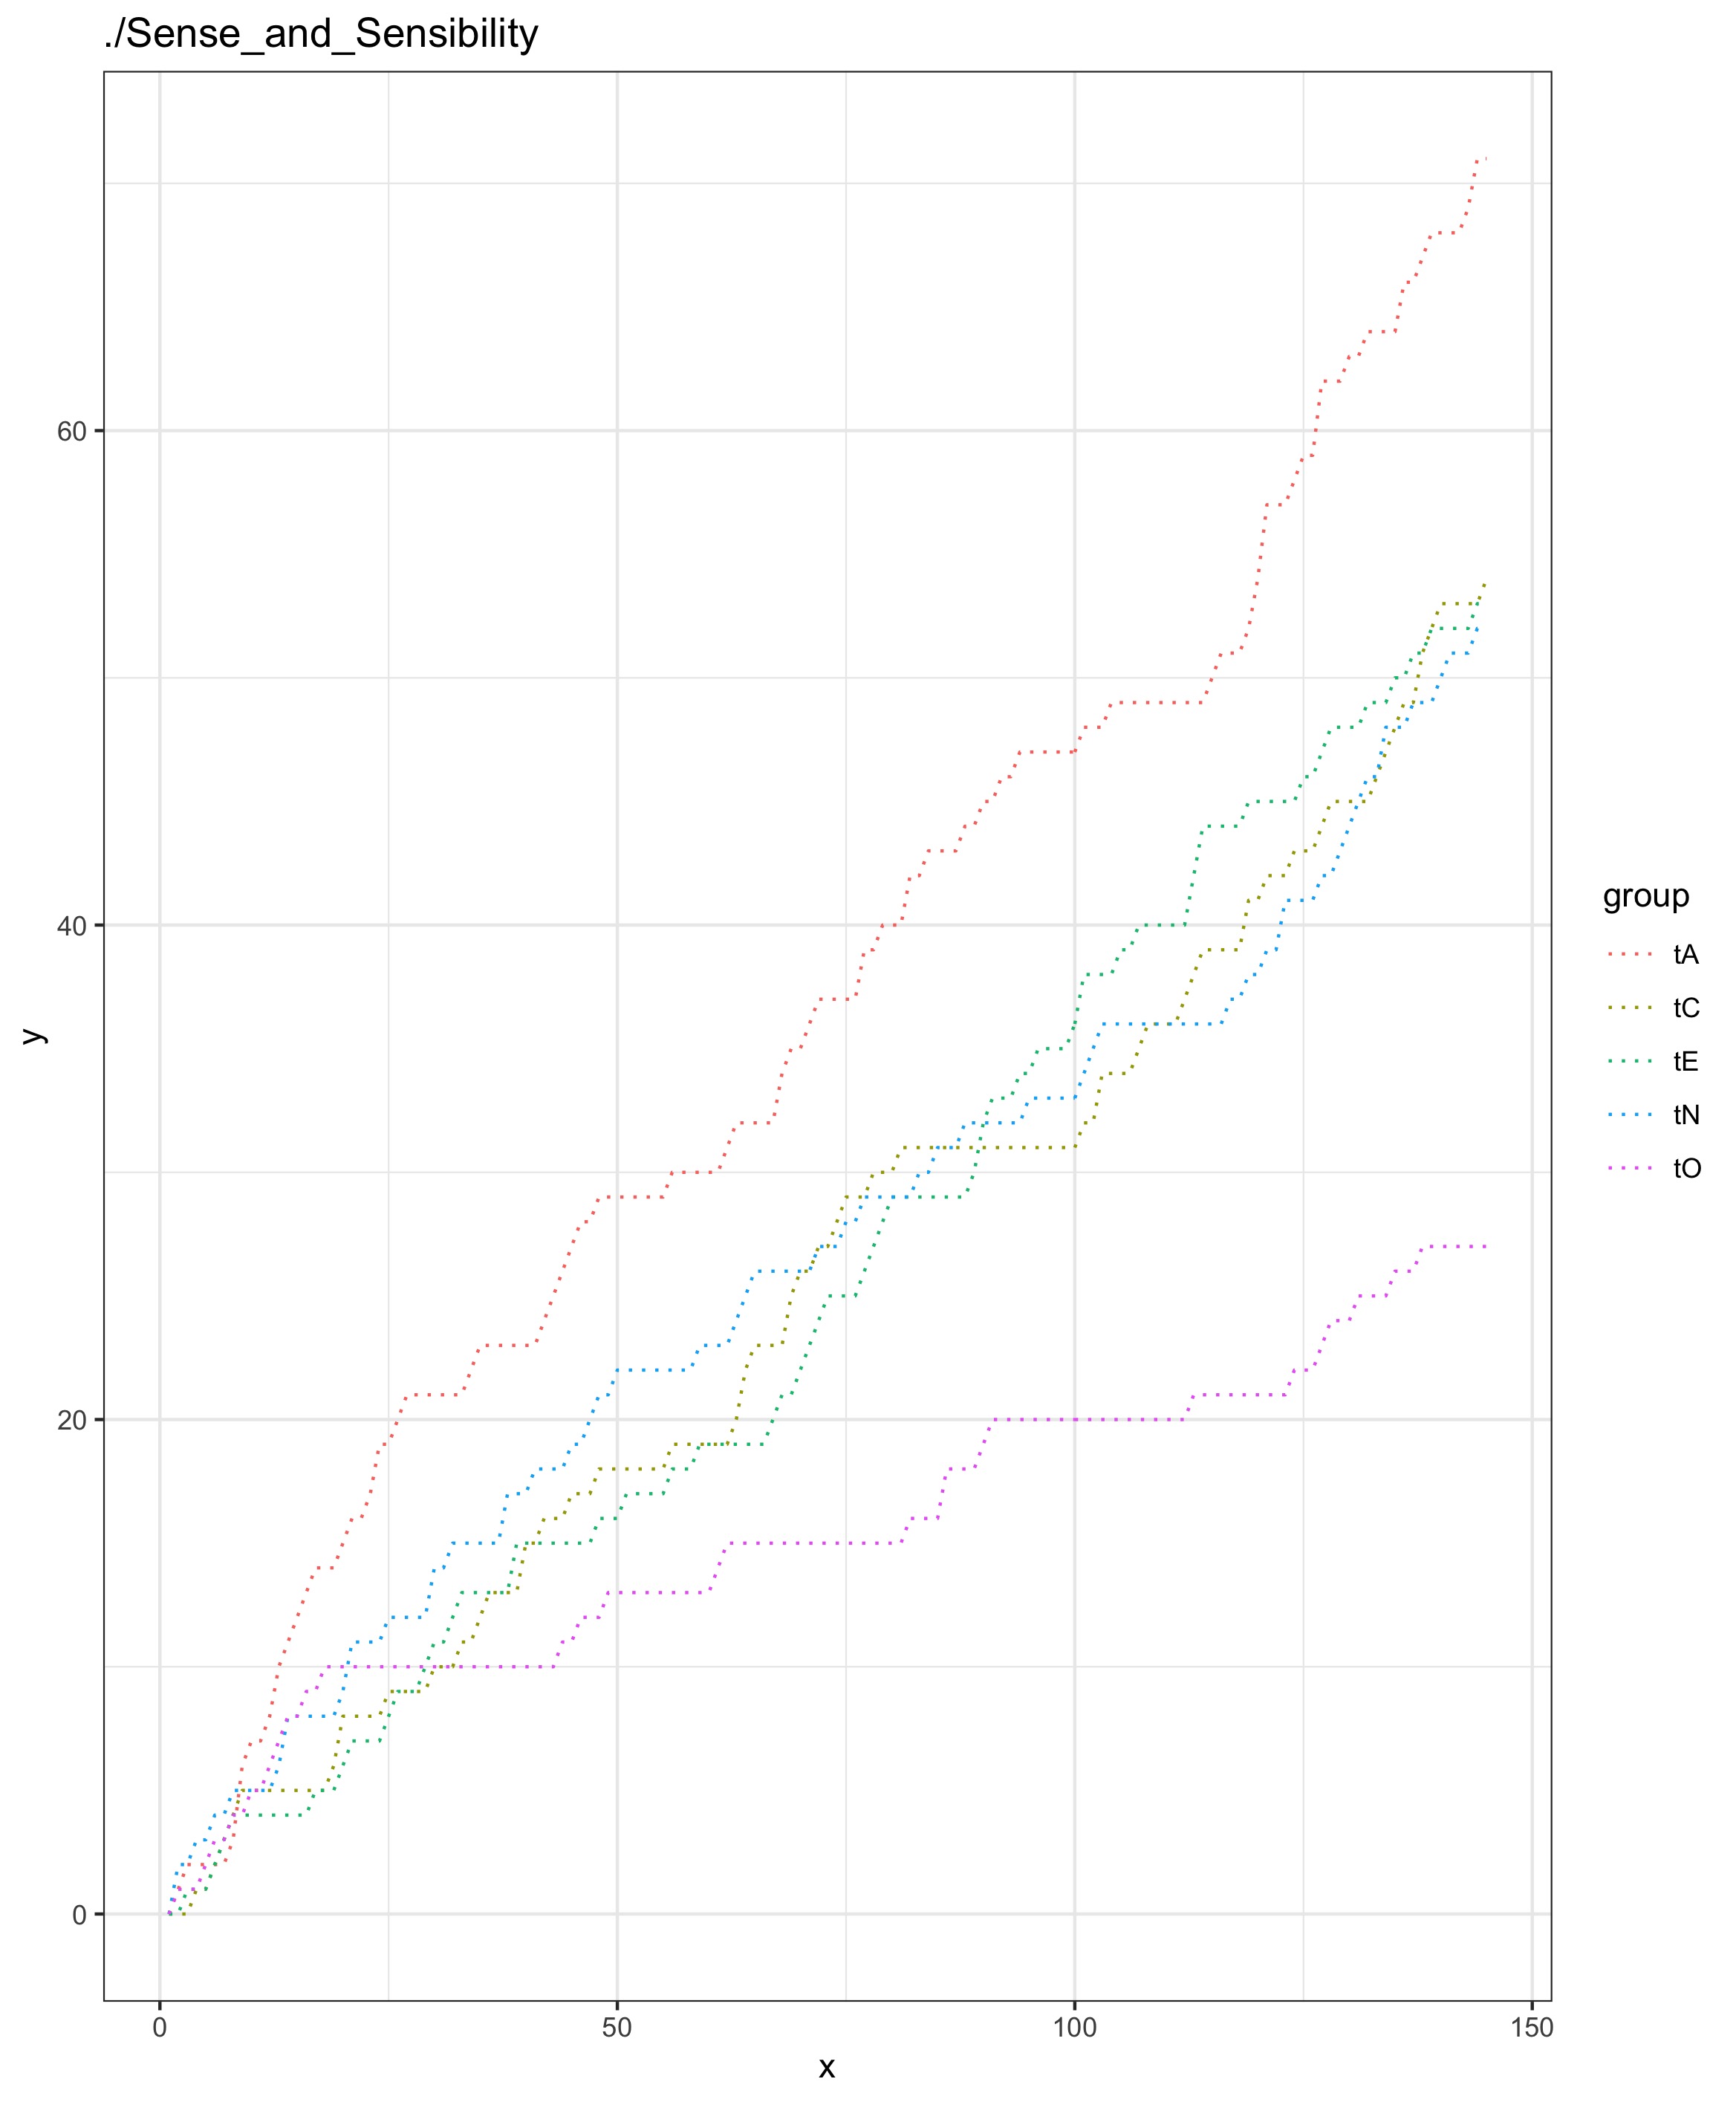 ./Sense_and_Sensibility
60
40
20
0
y
0 50 100 150
x
group
tA
tC
tE
tN
tO